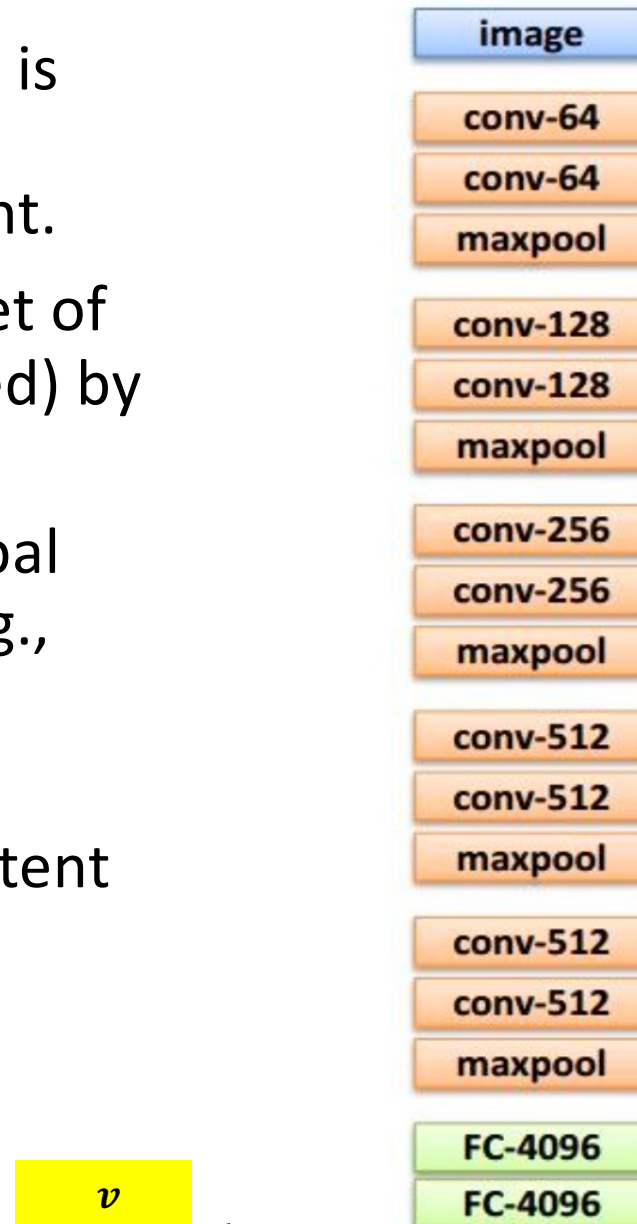 is
nt.
et of
ed) by
bal
g.,
tent
v
image
conv-64
conv-64
maxpool
conv-128
conv-128
maxpool
conv-256
conv-256
maxpool
conv-512
conv-512
maxpool
conv-512
conv-512
maxpool
FC-4096
FC-4096